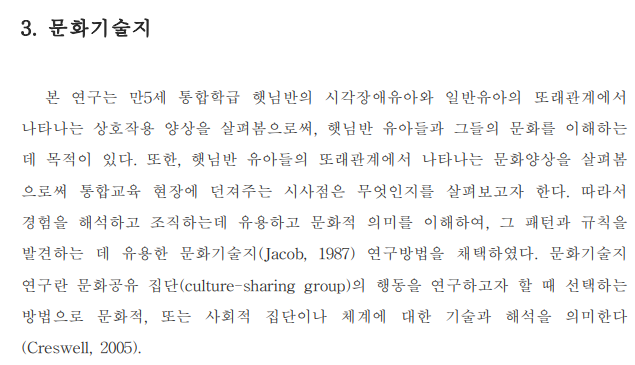 3. 문화기술지
본 연구는 만5세 통합학급 햇님반의 시각장애유아와 일반유아의 또래관계에서
나타나는 상호작용 양상을 살펴봄으로써, 햇님반 유아들과 그들의 문화를 이해하는
데 목적이 있다. 또한, 햇님반 유아들의 또래관계에서 나타나는 문화양상을 살펴봄
으로써 통합교육 현장에 던져주는 시사점은 무엇인지를 살펴보고자 한다. 따라서
경험을 해석하고 조직하는데 유용하고 문화적 의미를 이해하여, 그 패턴과 규칙을
발견하는 데 유용한 문화기술지(Jacob, 1987) 연구방법을 채택하였다. 문화기술지
연구란 문화공유 집단(culture-sharing group)의 행동을 연구하고자 할 때 선택하는
방법으로 문화적, 또는 사회적 집단이나 체계에 대한 기술과 해석을 의미한다
(Creswell, 2005).